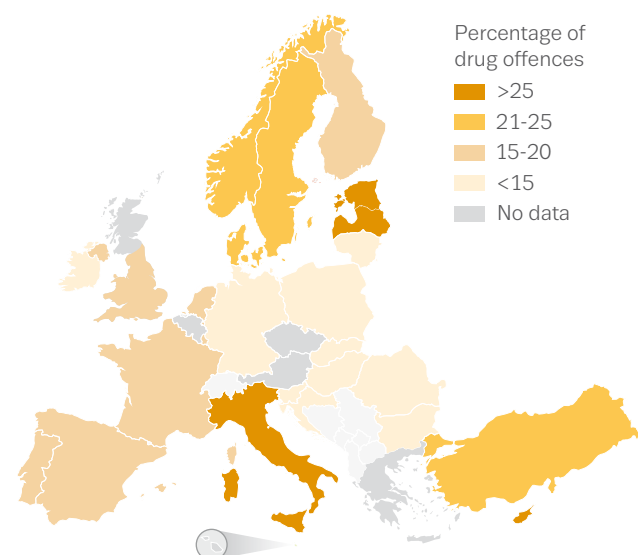 Percentage of
drug offences
>25
21-25
15-20
<15
No data